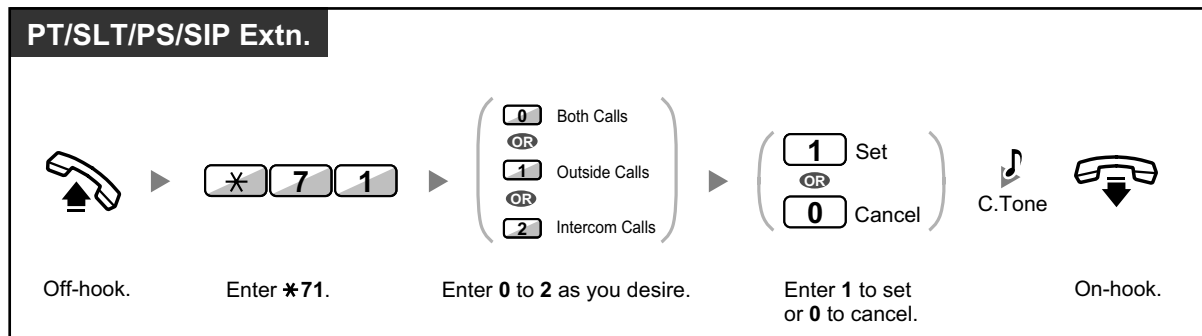 PT/SLT/PS/SIP Extn.
0 Both Calls
OR
1 Outside Calls
OR
2 Intercom Calls
* 7 1
1 Set
OR
0 Cancel
C.Tone
Off-hook.
Enter *71.
Enter 0 to 2 as you desire.
Enter 1 to set
or 0 to cancel.
On-hook.